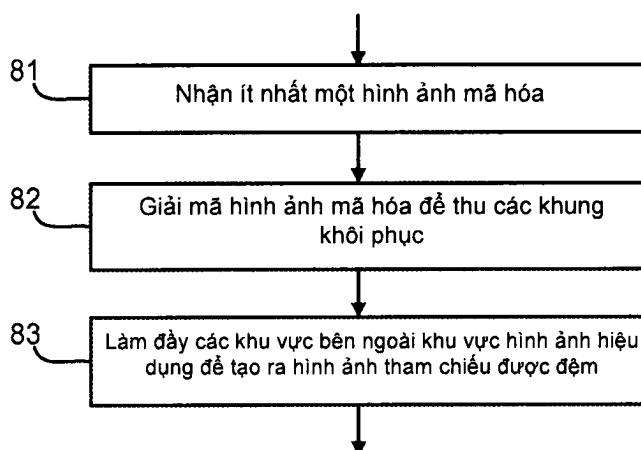 81
Nhận ít nhất một hình ảnh mã hóa
82
Giải mã hình ảnh mã hóa để thu các khung
khôi phục
83
Làm đầy các khu vực bên ngoài khu vực hình ảnh hiệu
dụng để tạo ra hình ảnh tham chiếu được đệm